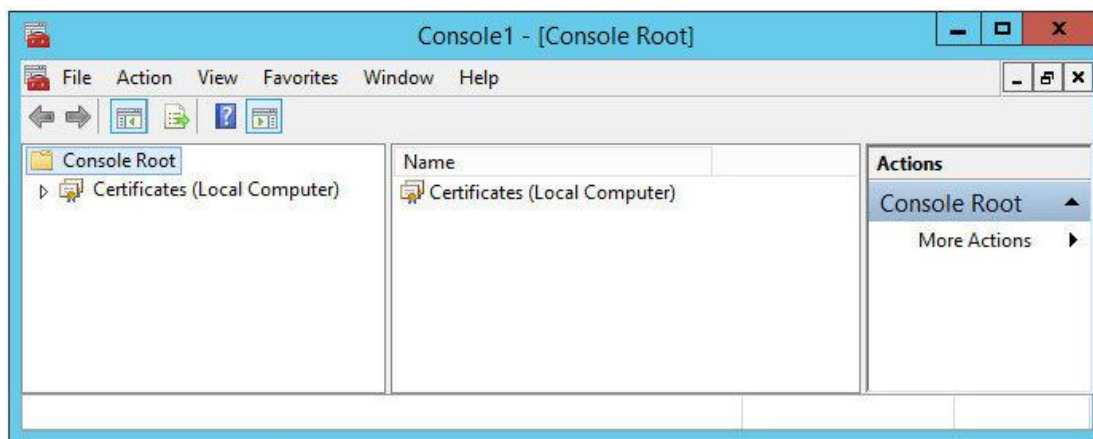 Console1 - [Console Root]
File Action View Favorites Window Help
Console Root
Certificates (Local Computer)
Name
Certificates (Local Computer)
Actions
Console Root
More Actions